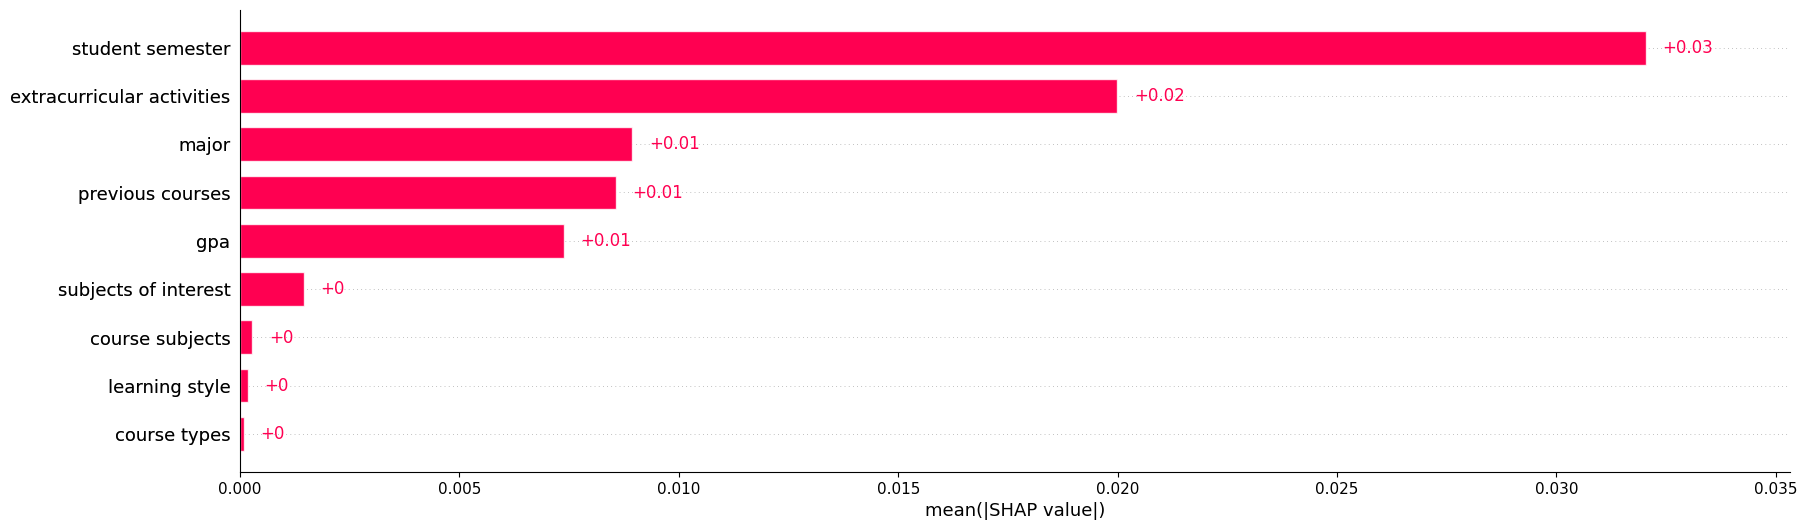 student semester +0.03
extracurricular activities +0.02
major +0.01
previous courses +0.01
gpa +0.01
subjects of interest +0
course subjects +0
learning style +0
course types +0
0.000 0.005 0.010 0.015 0.020 0.025 0.030 0.035
mean(|SHAP value|)